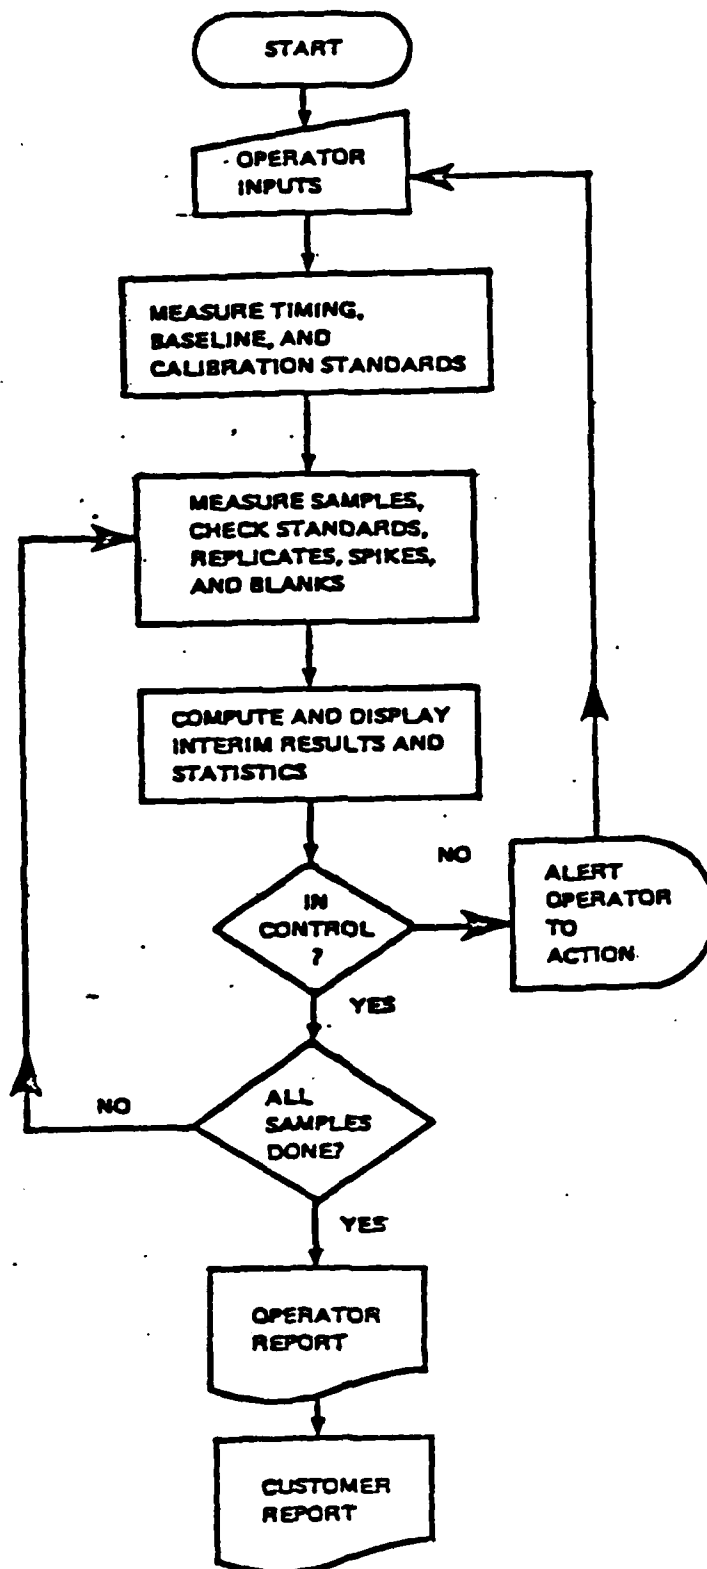 START
OPERATOR
INPUTS
MEASURE TIMING,
BASELINE, AND
CALIBRATION STANDARDS
MEASURE SAMPLES,
CHECK STANDARDS,
REPLICATES, SPIKES,
AND BLANKS
COMPUTE AND DISPLAY
INTERIM RESULTS AND
STATISTICS
NO
IN
CONTROL
?
ALERT
OPERATOR
TO
ACTION
YES
NO
ALL
SAMPLES
DONE?
YES
OPERATOR
REPORT
CUSTOMER
REPORT